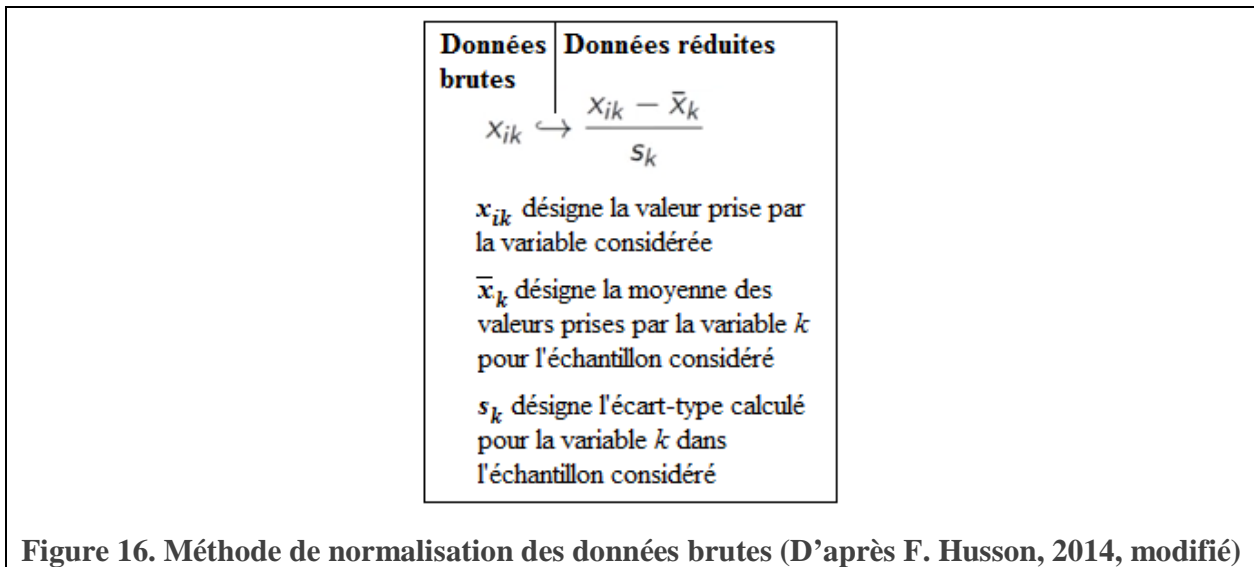 Données Données réduites
brutes
x_ik ↪ (x_ik − x̄_k) / s_k
x_ik désigne la valeur prise par
la variable considérée
x̄_k désigne la moyenne des
valeurs prises par la variable k
pour l'échantillon considéré
s_k désigne l'écart-type calculé
pour la variable k dans
l'échantillon considéré
Figure 16. Méthode de normalisation des données brutes (D’après F. Husson, 2014, modifié)